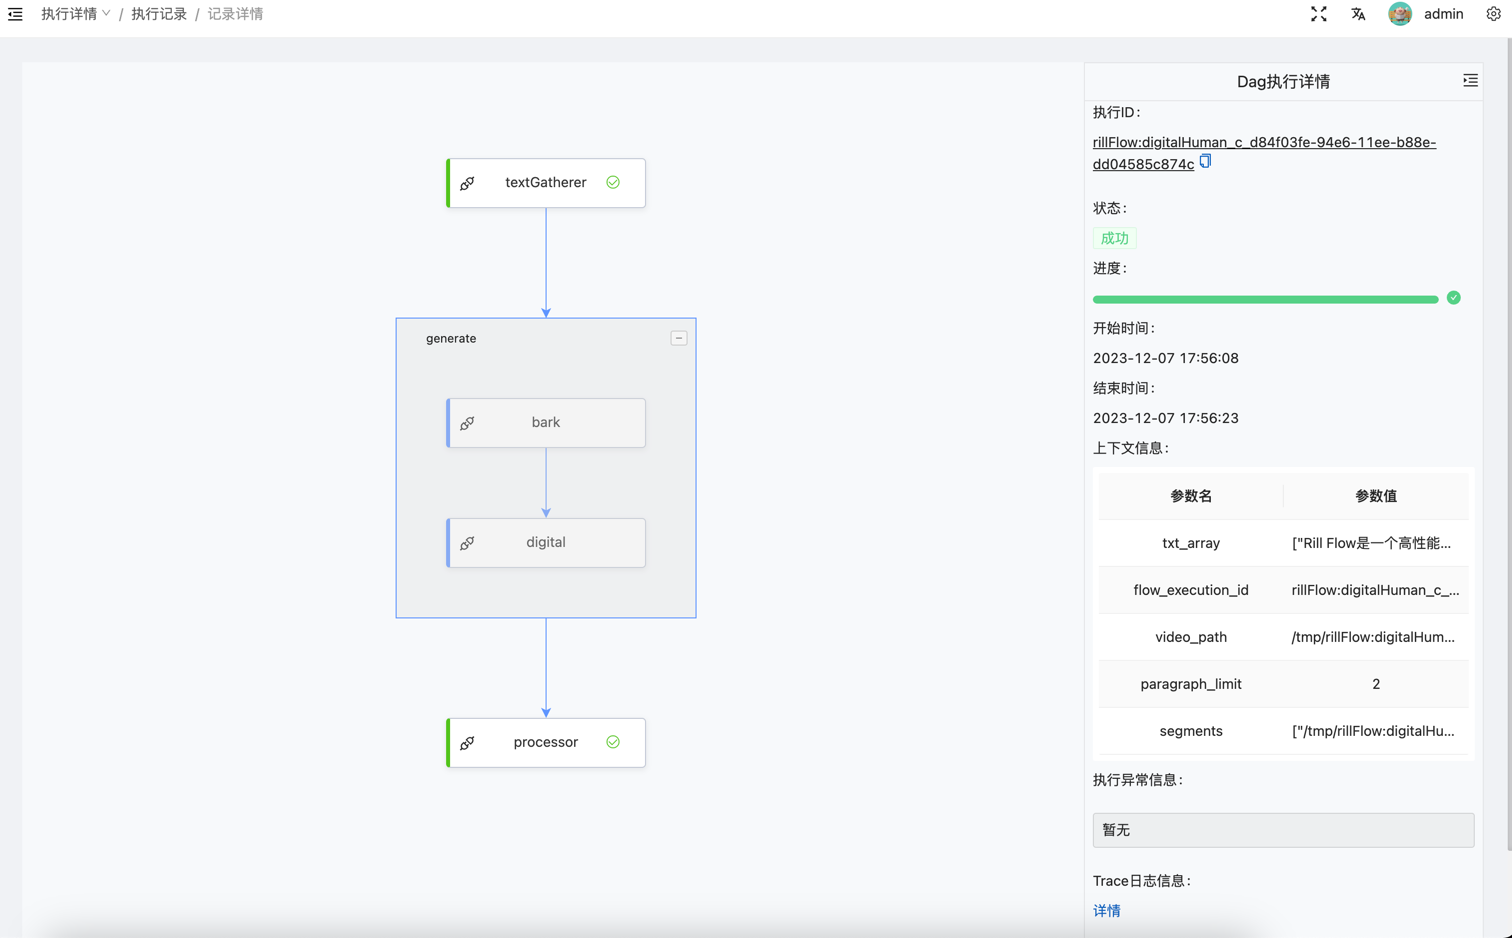 执行详情 / 执行记录 / 记录详情
admin
textGatherer
generate
bark
digital
processor
Dag执行详情
执行ID：
rillFlow:digitalHuman_c_d84f03fe-94e6-11ee-b88e-
dd04585c874c
状态：
成功
进度：
开始时间：
2023-12-07 17:56:08
结束时间：
2023-12-07 17:56:23
上下文信息：
参数名 参数值
txt_array ["Rill Flow是一个高性能...
flow_execution_id rillFlow:digitalHuman_c_...
video_path /tmp/rillFlow:digitalHum...
paragraph_limit 2
segments ["/tmp/rillFlow:digitalHu...
执行异常信息：
暂无
Trace日志信息：
详情